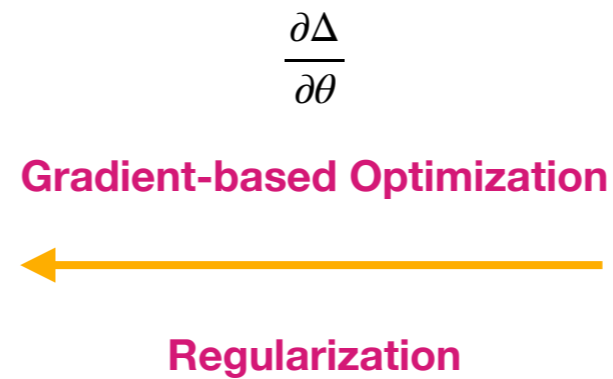 ∂Δ
∂θ
Gradient-based Optimization
Regularization